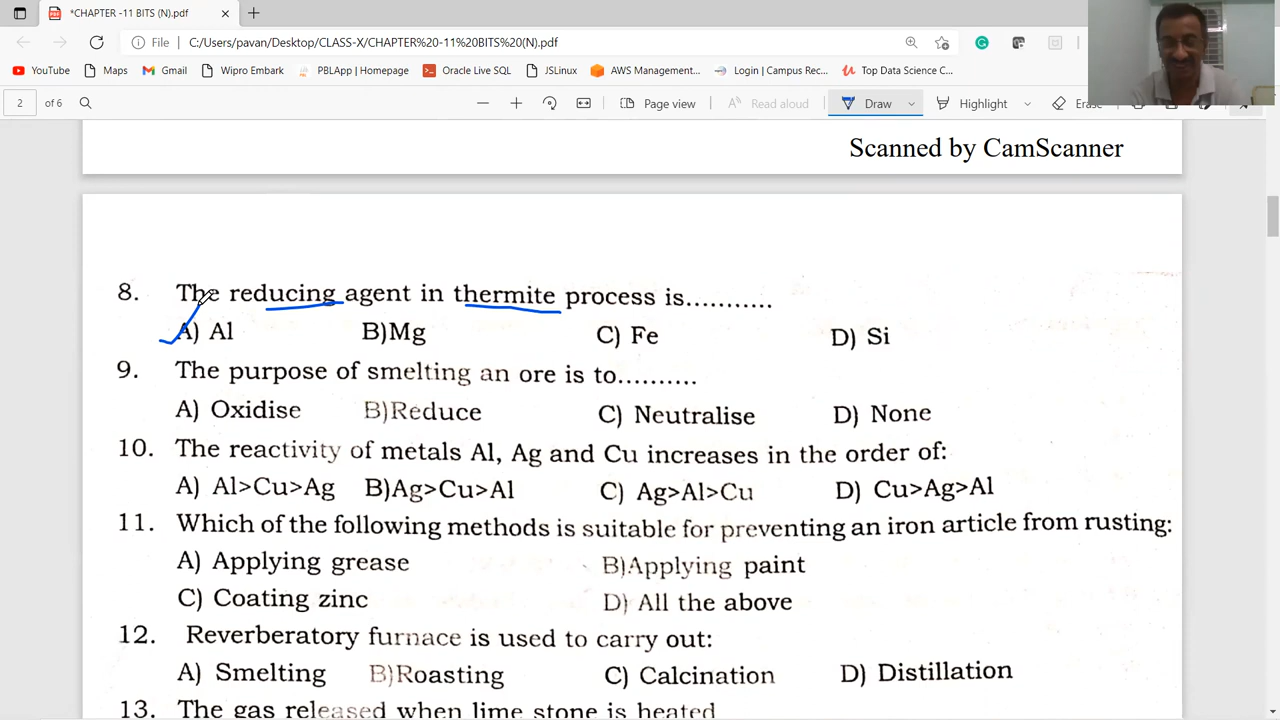 *CHAPTER -11 BITS (N).pdf
File C:/Users/pavan/Desktop/CLASS-X/CHAPTER%20-11%20BITS%20(N).pdf
YouTube Maps Gmail Wipro Embark PBLApp | Homepage Oracle Live SQL JSLinux AWS Management... Login | Campus Rec... Top Data Science C...
2 of 6 Page view Read aloud Draw Highlight Erase
Scanned by CamScanner
8. The reducing agent in thermite process is...........
A) Al B)Mg C) Fe D) Si
9. The purpose of smelting an ore is to..........
A) Oxidise B)Reduce C) Neutralise D) None
10. The reactivity of metals Al, Ag and Cu increases in the order of:
A) Al>Cu>Ag B)Ag>Cu>Al C) Ag>Al>Cu D) Cu>Ag>Al
11. Which of the following methods is suitable for preventing an iron article from rusting:
A) Applying grease B)Applying paint
C) Coating zinc D) All the above
12. Reverberatory furnace is used to carry out:
A) Smelting B)Roasting C) Calcination D) Distillation
13. The gas released when lime stone is heated